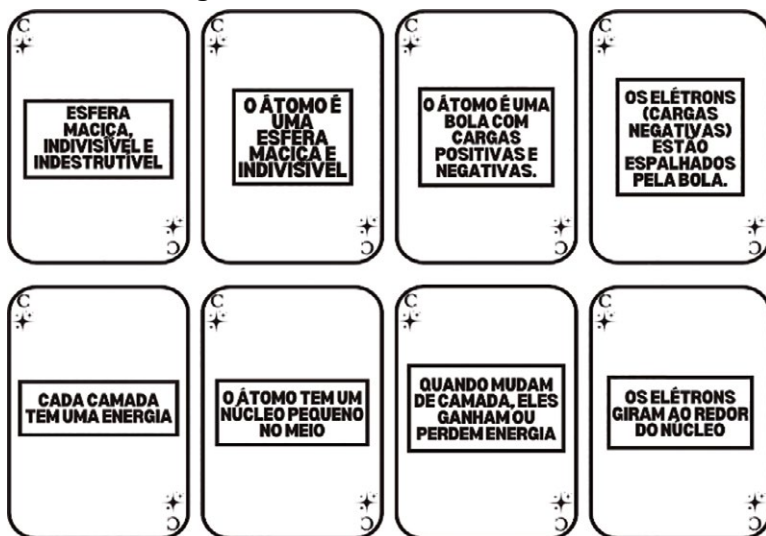 C
ESFERA
MACIÇA,
INDIVISÍVEL E
INDESTRUTÍVEL
C
C
O ÁTOMO É
UMA
ESFERA
MACIÇA E
INDIVISÍVEL
C
C
O ÁTOMO É UMA
BOLA COM
CARGAS
POSITIVAS E
NEGATIVAS.
C
C
OS ELÉTRONS
(CARGAS
NEGATIVAS)
ESTÃO
ESPALHADOS
PELA BOLA.
C
C
CADA CAMADA
TEM UMA ENERGIA
C
C
O ÁTOMO TEM UM
NÚCLEO PEQUENO
NO MEIO
C
C
QUANDO MUDAM
DE CAMADA, ELES
GANHAM OU
PERDEM ENERGIA
C
C
OS ELÉTRONS
GIRAM AO REDOR
DO NÚCLEO
C